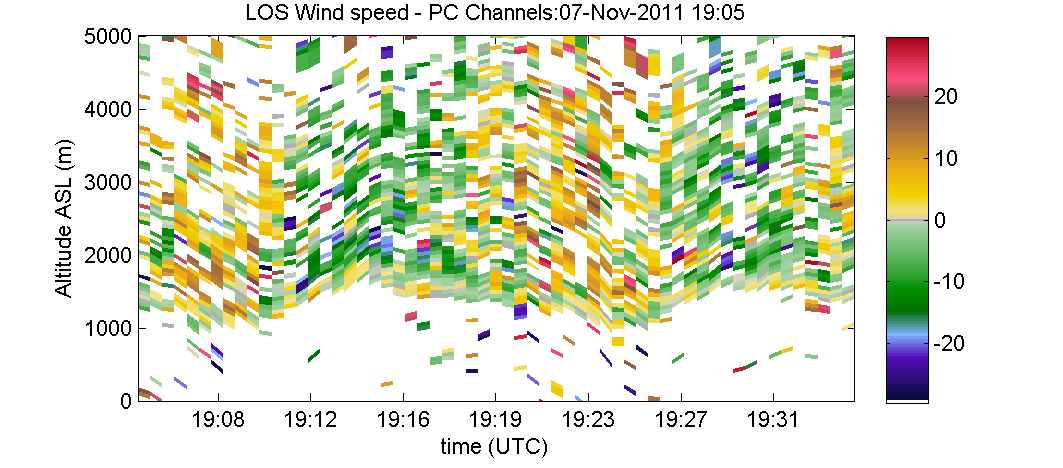 LOS Wind speed - PC Channels:07-Nov-2011 19:05
5000
4000
3000
2000
1000
0
Altitude ASL (m)
19:08 19:12 19:16 19:19 19:23 19:27 19:31
time (UTC)
20
10
0
-10
-20